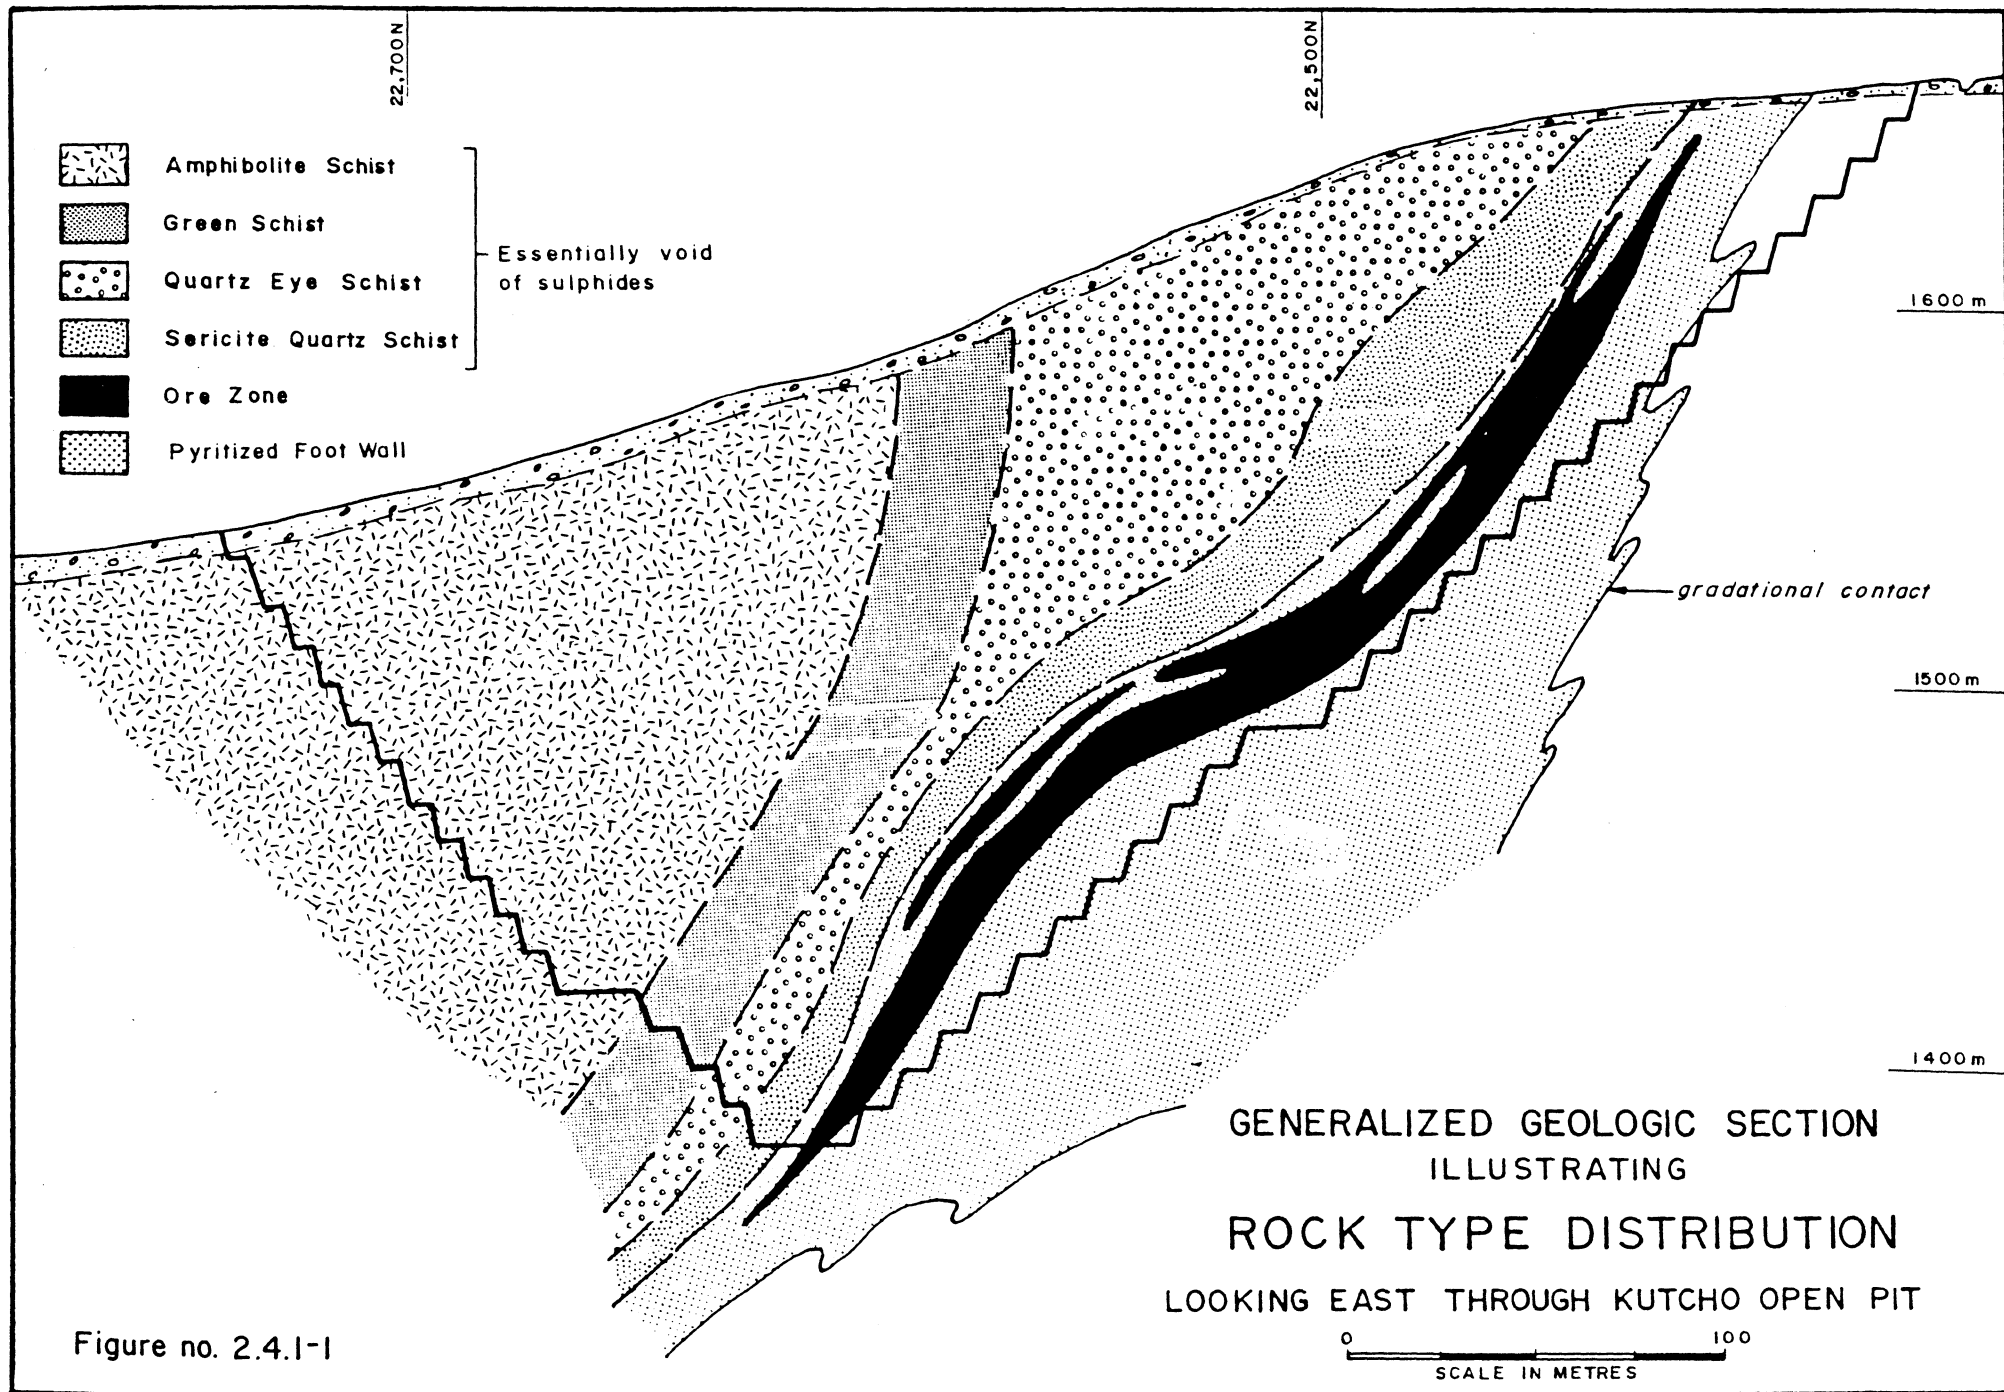 22,700N
22,500N
Amphibolite Schist
Green Schist
Quartz Eye Schist
Sericite Quartz Schist
Ore Zone
Pyritized Foot Wall
Essentially void
of sulphides
1600 m
gradational contact
1500 m
1400 m
GENERALIZED GEOLOGIC SECTION
ILLUSTRATING
ROCK TYPE DISTRIBUTION
LOOKING EAST THROUGH KUTCHO OPEN PIT
0 100
SCALE IN METRES
Figure no. 2.4.1-1